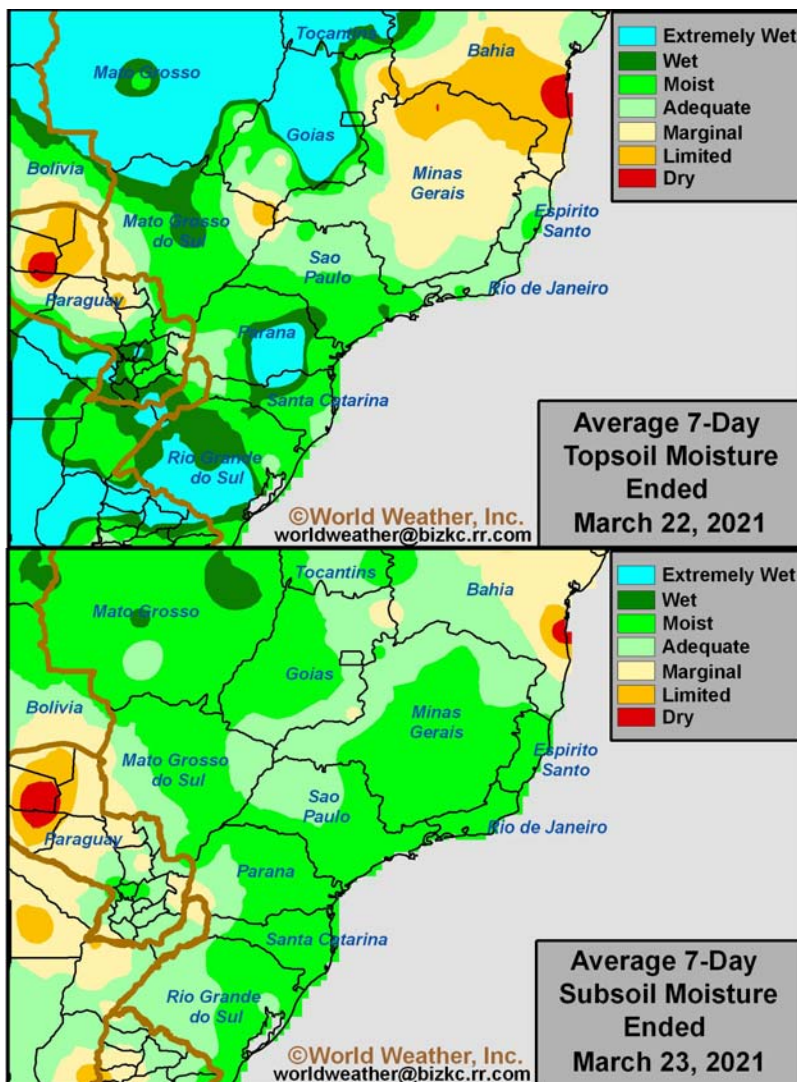 Tocantins
Bahia
Mato Grosso
Goias
Bolivia
Minas
Gerais
Mato Grosso
do Sul
Espirito
Santo
Sao
Paulo
Rio de Janeiro
Paraguay
Parana
Santa Catarina
Rio Grande
do Sul
Extremely Wet
Wet
Moist
Adequate
Marginal
Limited
Dry
Average 7-Day
Topsoil Moisture
Ended
March 22, 2021
©World Weather, Inc.
worldweather@bizkc.rr.com
Tocantins
Bahia
Mato Grosso
Goias
Bolivia
Minas
Gerais
Mato Grosso
do Sul
Espirito
Santo
Sao
Paulo
Rio de Janeiro
Paraguay
Parana
Santa Catarina
Rio Grande
do Sul
Extremely Wet
Wet
Moist
Adequate
Marginal
Limited
Dry
Average 7-Day
Subsoil Moisture
Ended
March 23, 2021
©World Weather, Inc.
worldweather@bizkc.rr.com